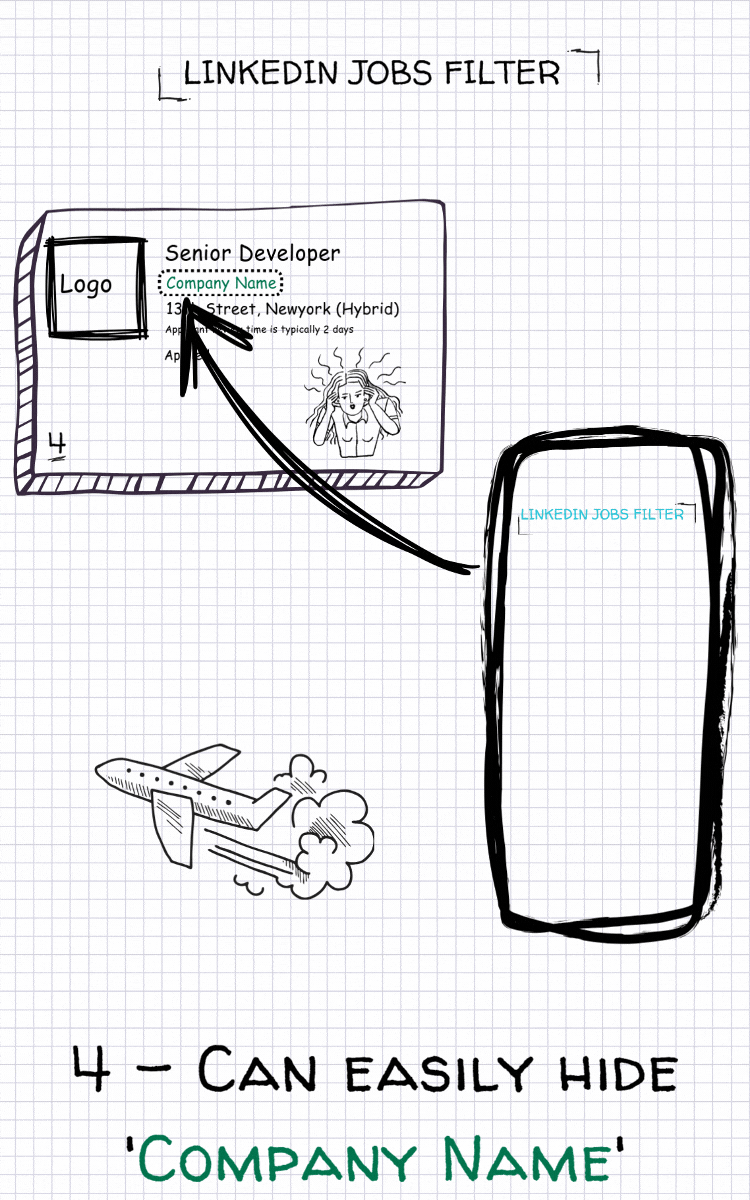 LINKEDIN JOBS FILTER
Senior Developer
Logo
Company Name
Street, Newyork (Hybrid)
time is typically 2 days
4
LINKEDIN JOBS FILTER
4 – CAN EASILY HIDE
'COMPANY NAME'